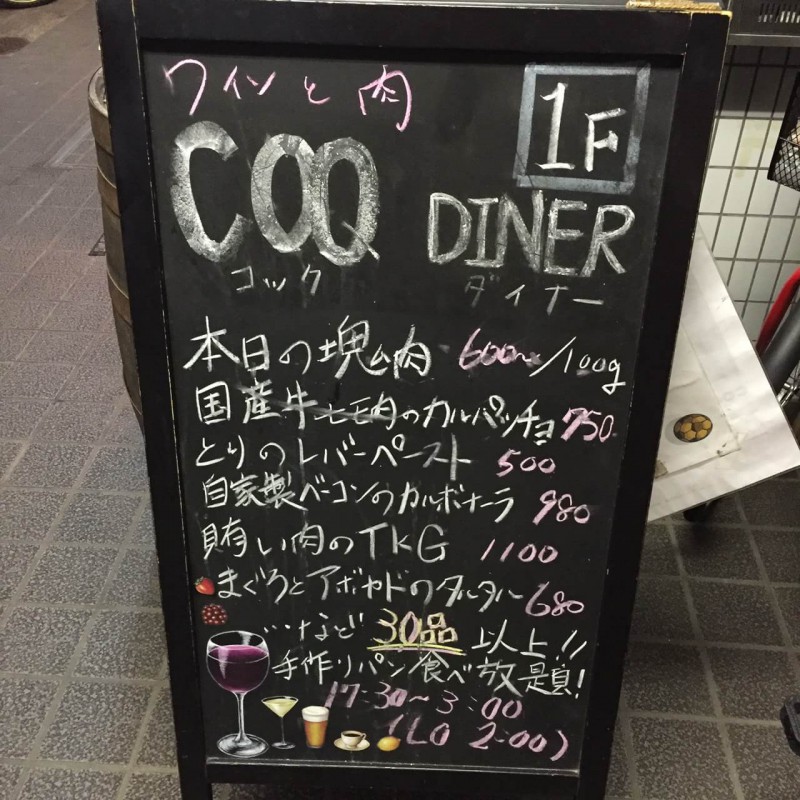 ワインと肉
1F
COQ DINER
コック ダイナー
本日の塊肉 600~/100g
国産牛モモ肉のカルパッチョ 750
とりのレバーペースト 500
自家製ベーコンのカルボナーラ 980
賄い肉のTKG 1100
まぐろとアボカドのタルタル 680
…など 30品 以上!!
手作りパン食べ放題!
17:30~3:00
(LO 2:00)